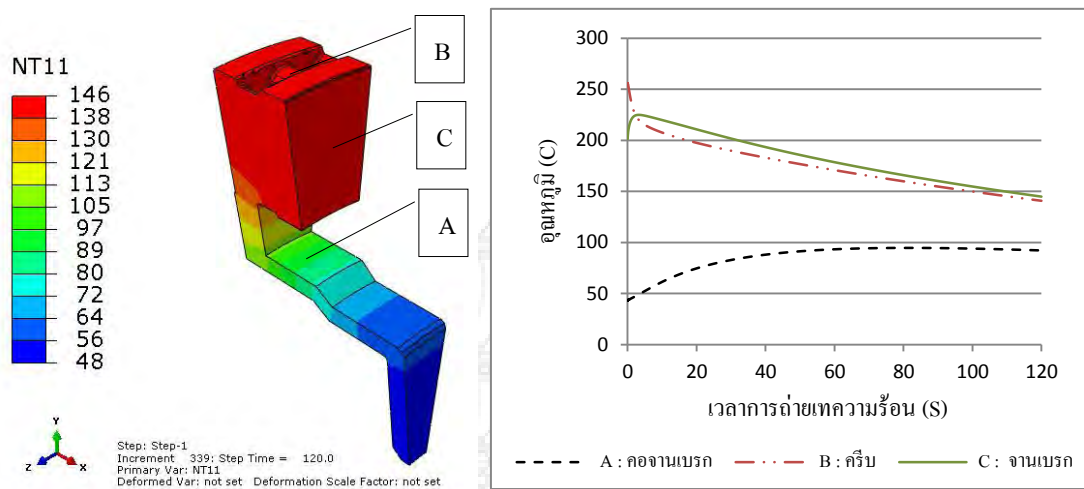 NT11
146
138
130
121
113
105
97
89
80
72
64
56
48
B
C
A
Y
Z
X
Step: Step-1
Increment 339: Step Time = 120.0
Primary Var: NT11
Deformed Var: not set Deformation Scale Factor: not set
300
250
200
150
100
50
0
อุณหภูมิ (C)
0 20 40 60 80 100 120
เวลาการถ่ายเทความร้อน (S)
A : คอจานเบรก B : ครีบ C : จานเบรก